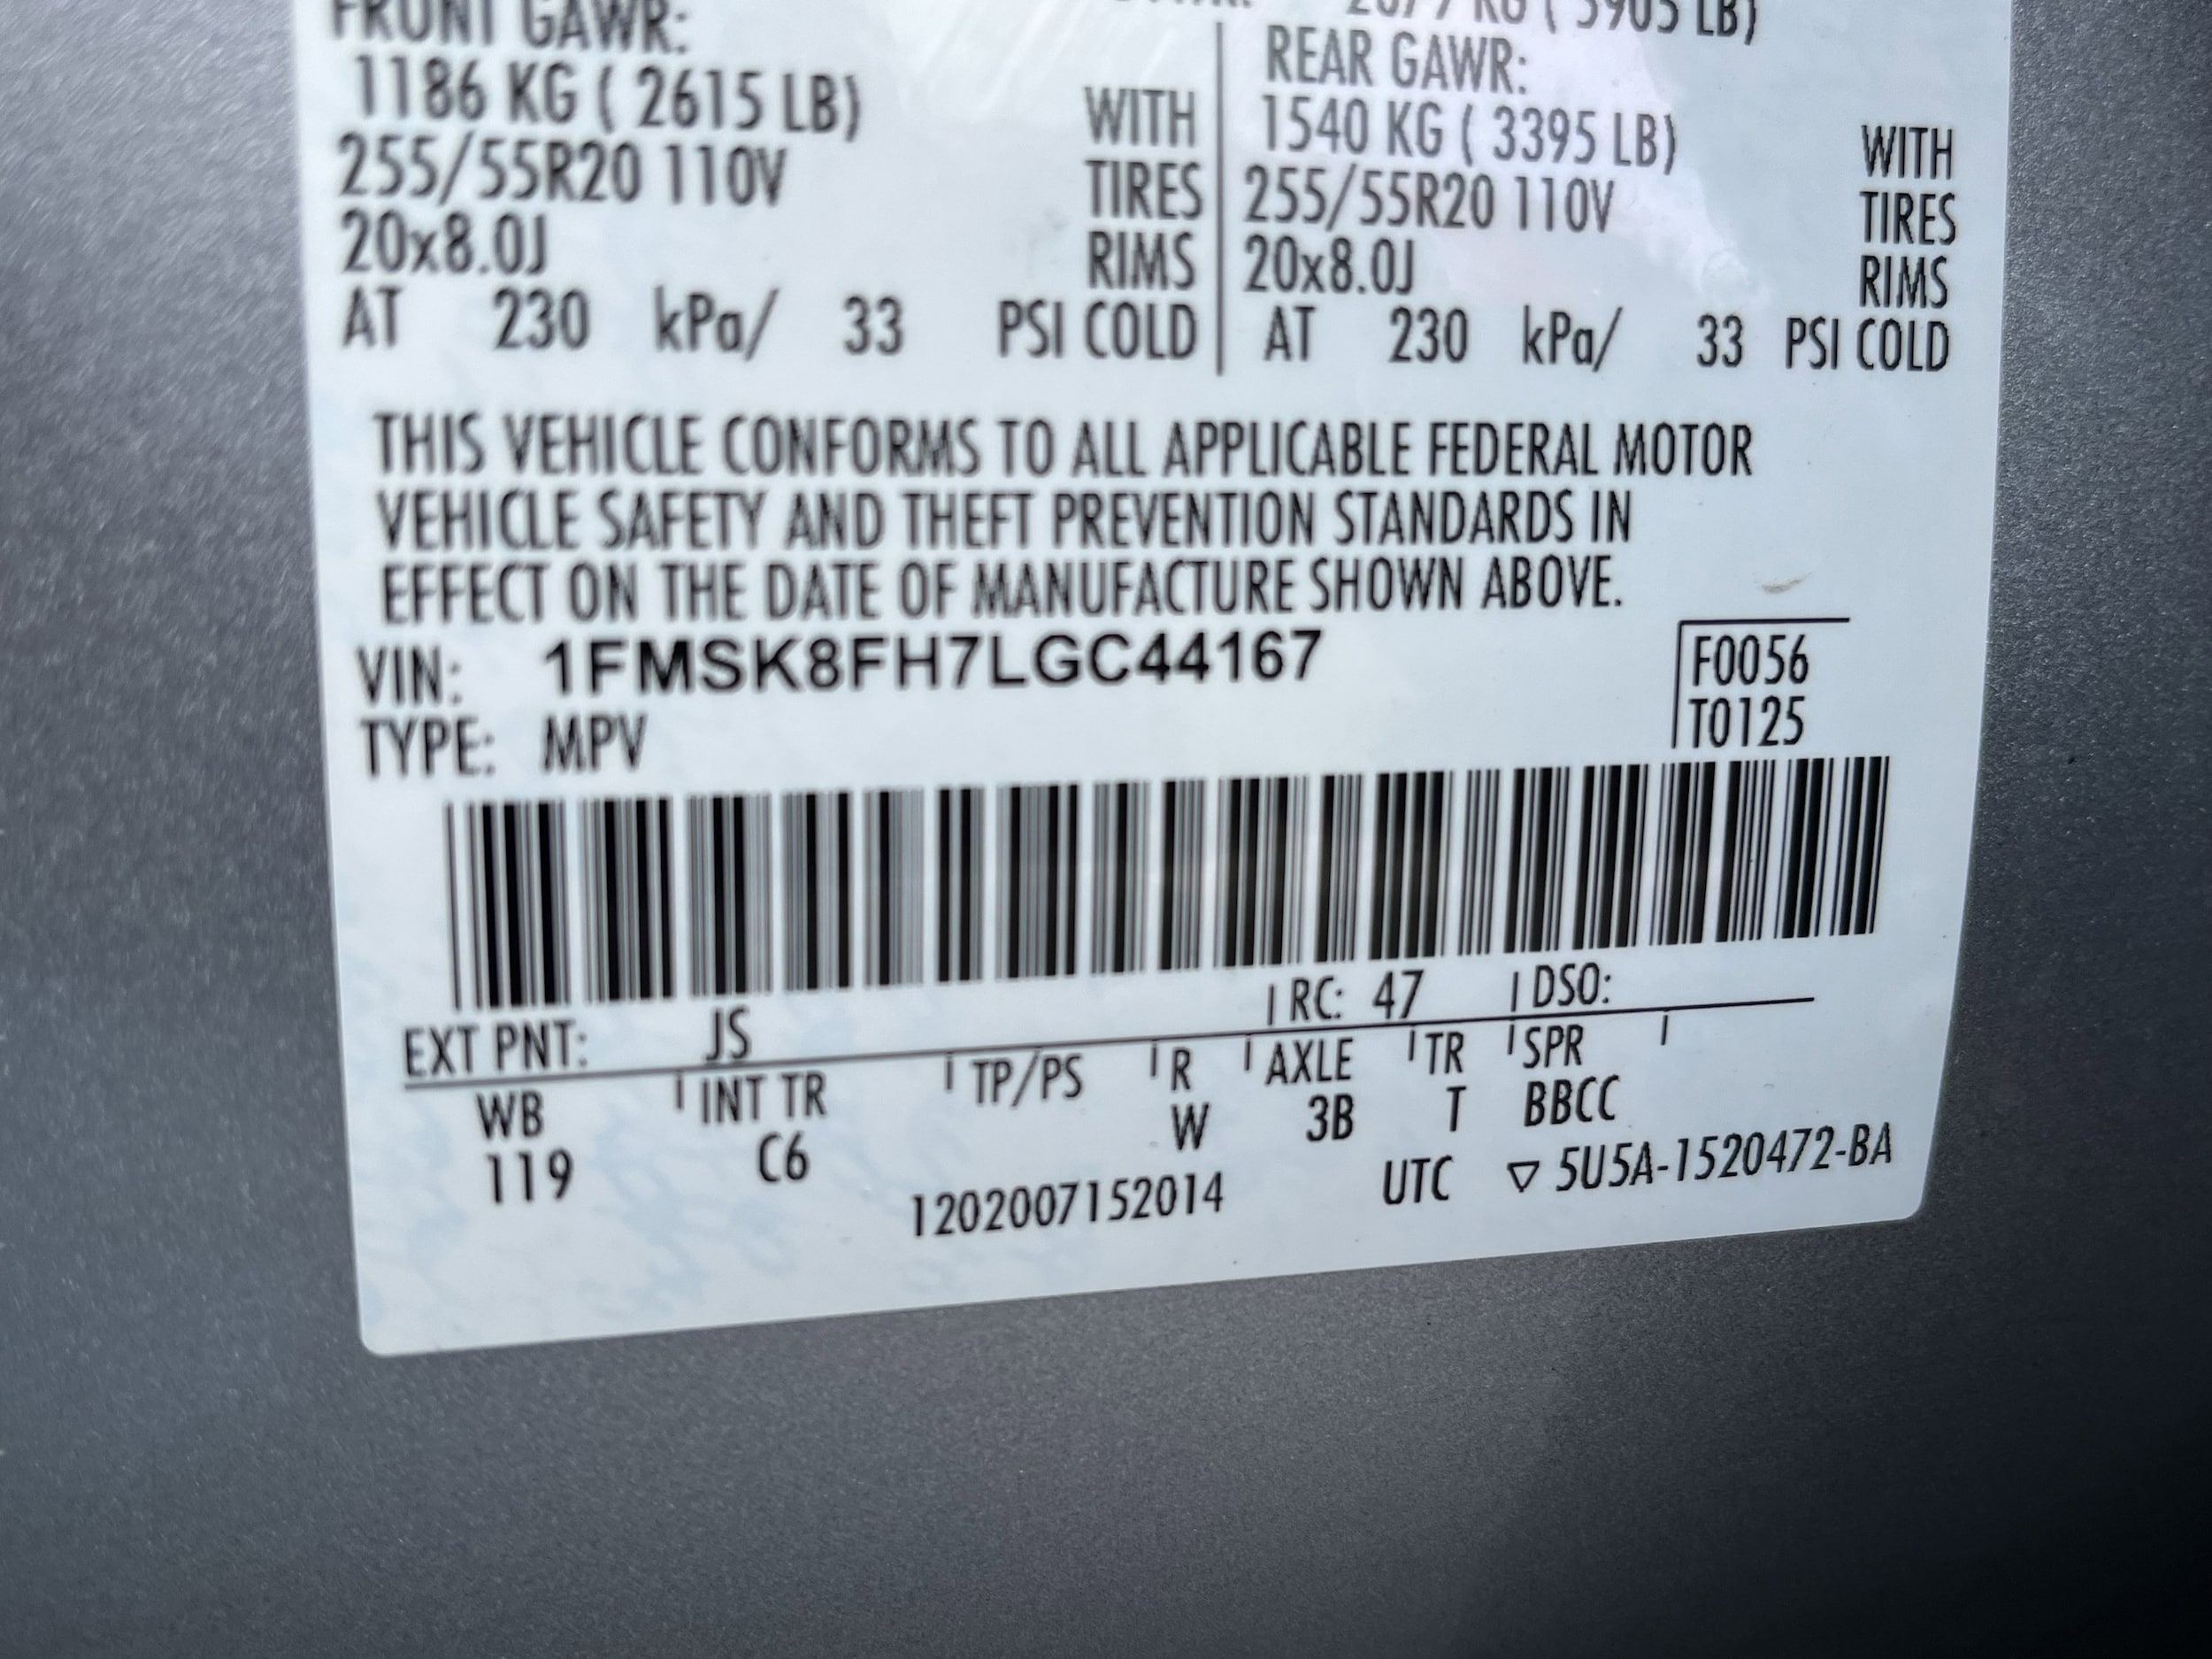 FRONT GAWR:
1186 KG ( 2615 LB) WITH
255/55R20 110V TIRES
20x8.0J RIMS
AT 230 kPa/ 33 PSI COLD
( 5905 LB)
REAR GAWR:
1540 KG ( 3395 LB) WITH
255/55R20 110V TIRES
20x8.0J RIMS
AT 230 kPa/ 33 PSI COLD
THIS VEHICLE CONFORMS TO ALL APPLICABLE FEDERAL MOTOR
VEHICLE SAFETY AND THEFT PREVENTION STANDARDS IN
EFFECT ON THE DATE OF MANUFACTURE SHOWN ABOVE.
VIN: 1FMSK8FH7LGC44167
TYPE: MPV
F0056
T0125
EXT PNT: JS RC: 47 DSO:
WB INT TR TP/PS R AXLE TR SPR
119 C6 W 3B T BBCC
1202007152014 UTC ▽ 5U5A-1520472-BA